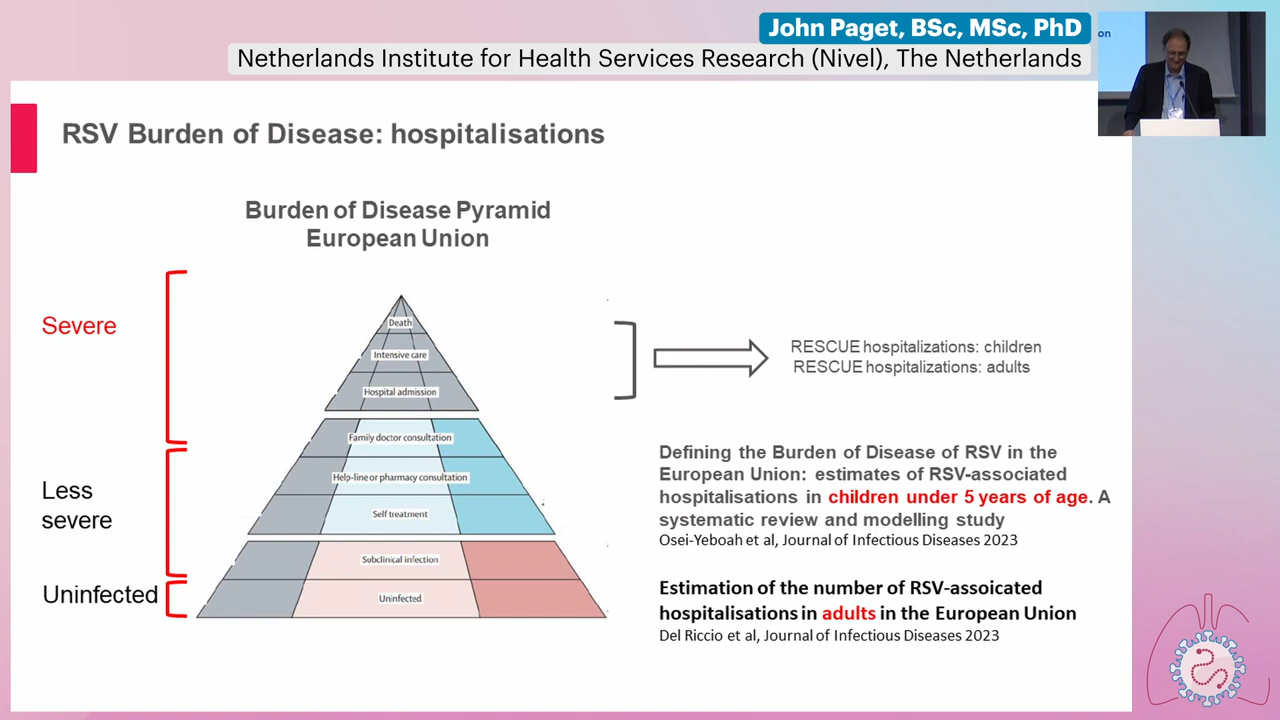 John Paget, BSc, MSc, PhD
Netherlands Institute for Health Services Research (Nivel), The Netherlands
on
RSV Burden of Disease: hospitalisations
Burden of Disease Pyramid
European Union
Severe
Less
severe
Uninfected
Death
Intensive care
Hospital admission
Family doctor consultation
Help-line or pharmacy consultation
Self treatment
Subclinical infection
Uninfected
RESCUE hospitalizations: children
RESCUE hospitalizations: adults
Defining the Burden of Disease of RSV in the
European Union: estimates of RSV-associated
hospitalisations in children under 5 years of age. A
systematic review and modelling study
Osei-Yeboah et al, Journal of Infectious Diseases 2023
Estimation of the number of RSV-assoicated
hospitalisations in adults in the European Union
Del Riccio et al, Journal of Infectious Diseases 2023